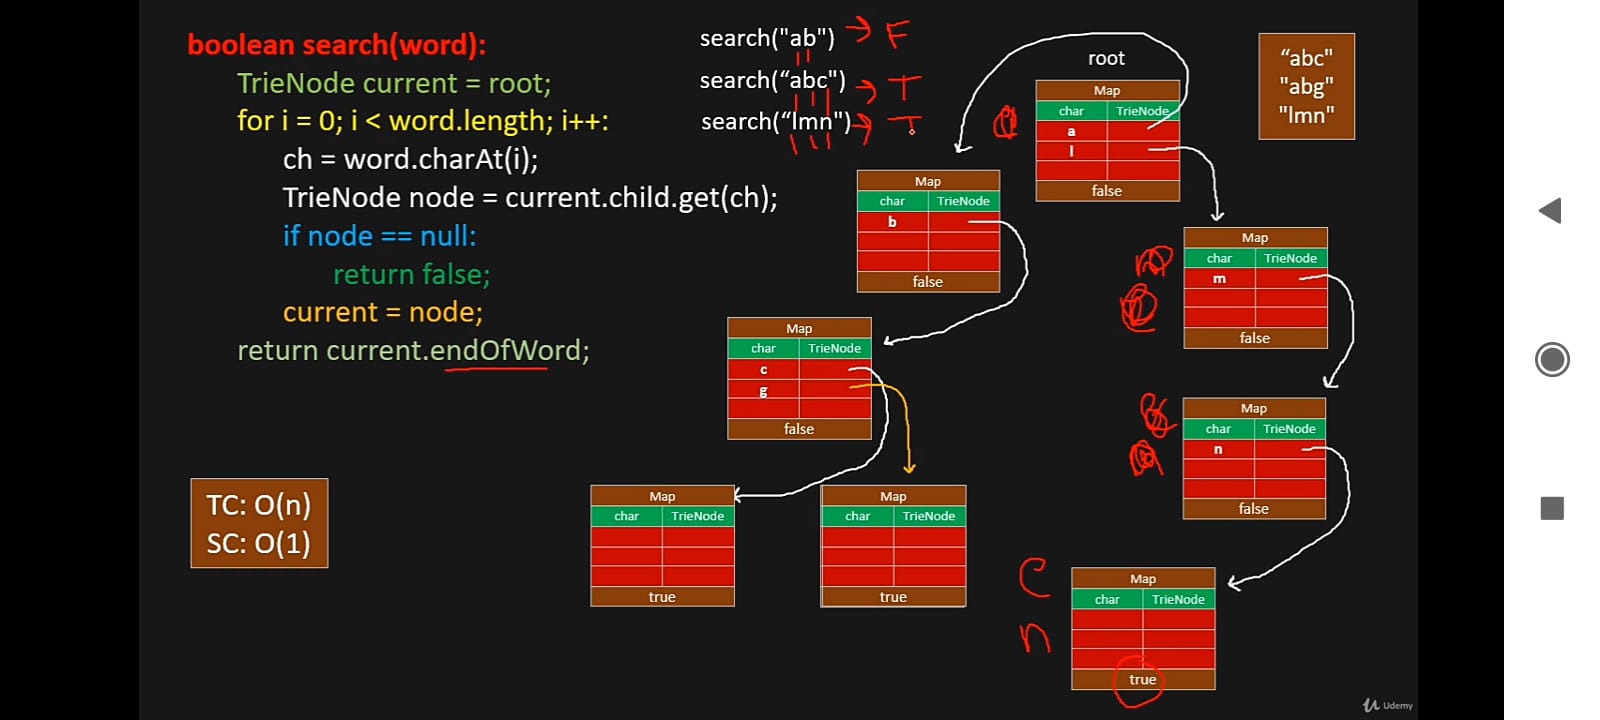 boolean search(word):
TrieNode current = root;
for i = 0; i < word.length; i++:
ch = word.charAt(i);
TrieNode node = current.child.get(ch);
if node == null:
return false;
current = node;
return current.endOfWord;
TC: O(n)
SC: O(1)
search("ab") → F
search(“abc") → T
search(“lmn") → T
root
Map
char TrieNode
a
l
false
“abc"
"abg"
"lmn"
Map
char TrieNode
b
false
Map
char TrieNode
m
false
Map
char TrieNode
c
g
false
Map
char TrieNode
n
false
Map
char TrieNode
true
Map
char TrieNode
true
C
n
Map
char TrieNode
true
Udemy